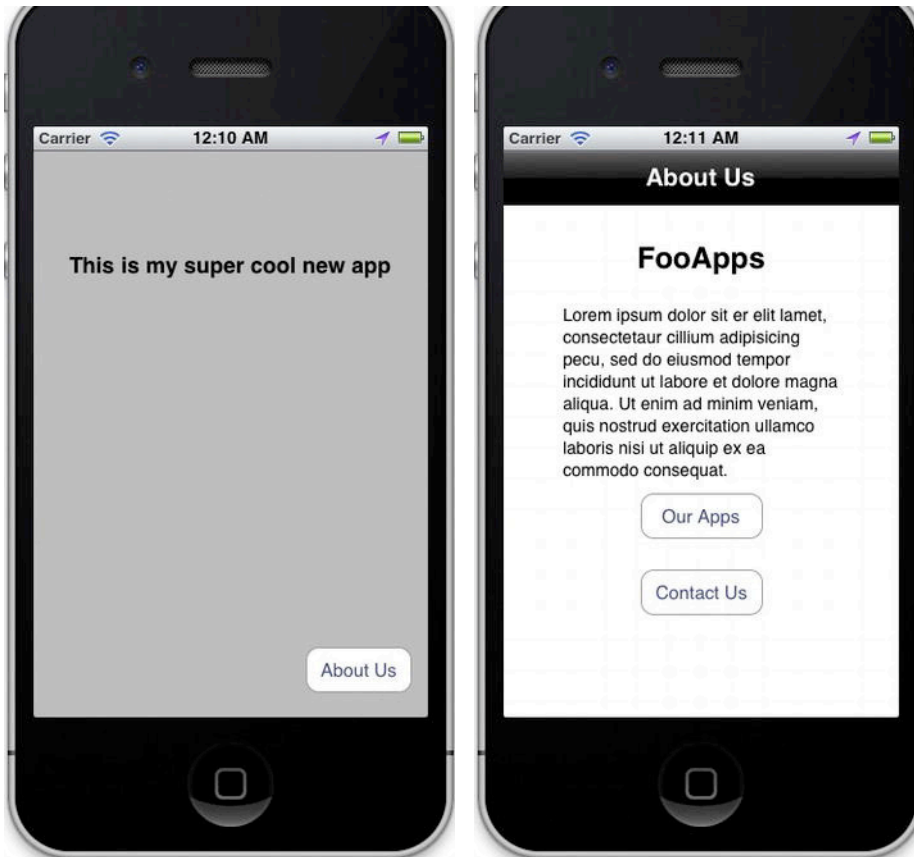 Carrier 12:10 AM
This is my super cool new app
About Us
Carrier 12:11 AM
About Us
FooApps
Lorem ipsum dolor sit er elit lamet,
consectetaur cillium adipisicing
pecu, sed do eiusmod tempor
incididunt ut labore et dolore magna
aliqua. Ut enim ad minim veniam,
quis nostrud exercitation ullamco
laboris nisi ut aliquip ex ea
commodo consequat.
Our Apps
Contact Us